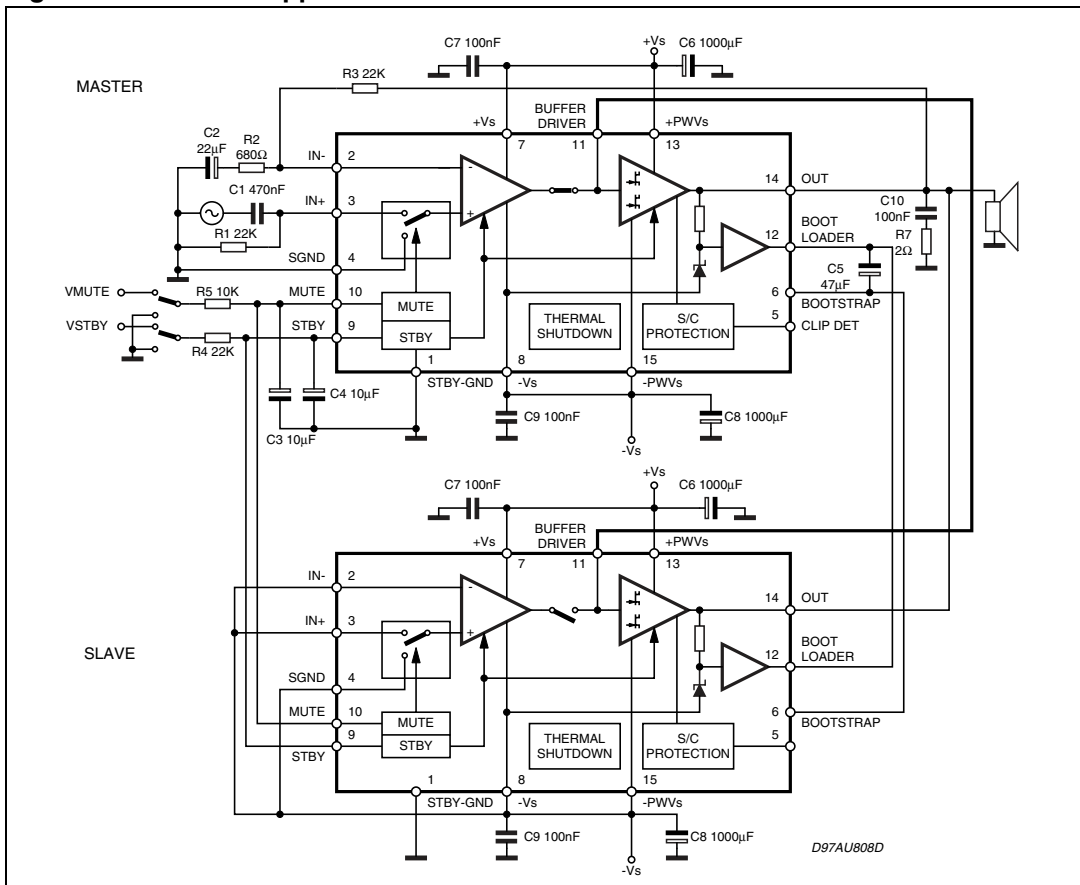 MASTER
C7 100nF
+Vs
C6 1000µF
R3 22K
BUFFER
DRIVER
+Vs
7
11
+PWVs
13
C2
22µF
R2
680Ω
IN-
2
-
C1 470nF
IN+
3
+
R1 22K
SGND
4
14
OUT
C10
100nF
R7
2Ω
12
BOOT
LOADER
C5
47µF
6
BOOTSTRAP
5
CLIP DET
VMUTE
R5 10K
MUTE
10
MUTE
VSTBY
R4 22K
STBY
9
STBY
THERMAL
SHUTDOWN
S/C
PROTECTION
1
STBY-GND
8
-Vs
15
-PWVs
C4 10µF
C3 10µF
C9 100nF
C8 1000µF
-Vs
SLAVE
C7 100nF
+Vs
C6 1000µF
BUFFER
DRIVER
+Vs
7
11
+PWVs
13
IN-
2
-
IN+
3
+
SGND
4
MUTE
10
MUTE
9
STBY
STBY
14
OUT
12
BOOT
LOADER
6
BOOTSTRAP
5
THERMAL
SHUTDOWN
S/C
PROTECTION
1
STBY-GND
8
-Vs
15
-PWVs
C9 100nF
C8 1000µF
-Vs
D97AU808D